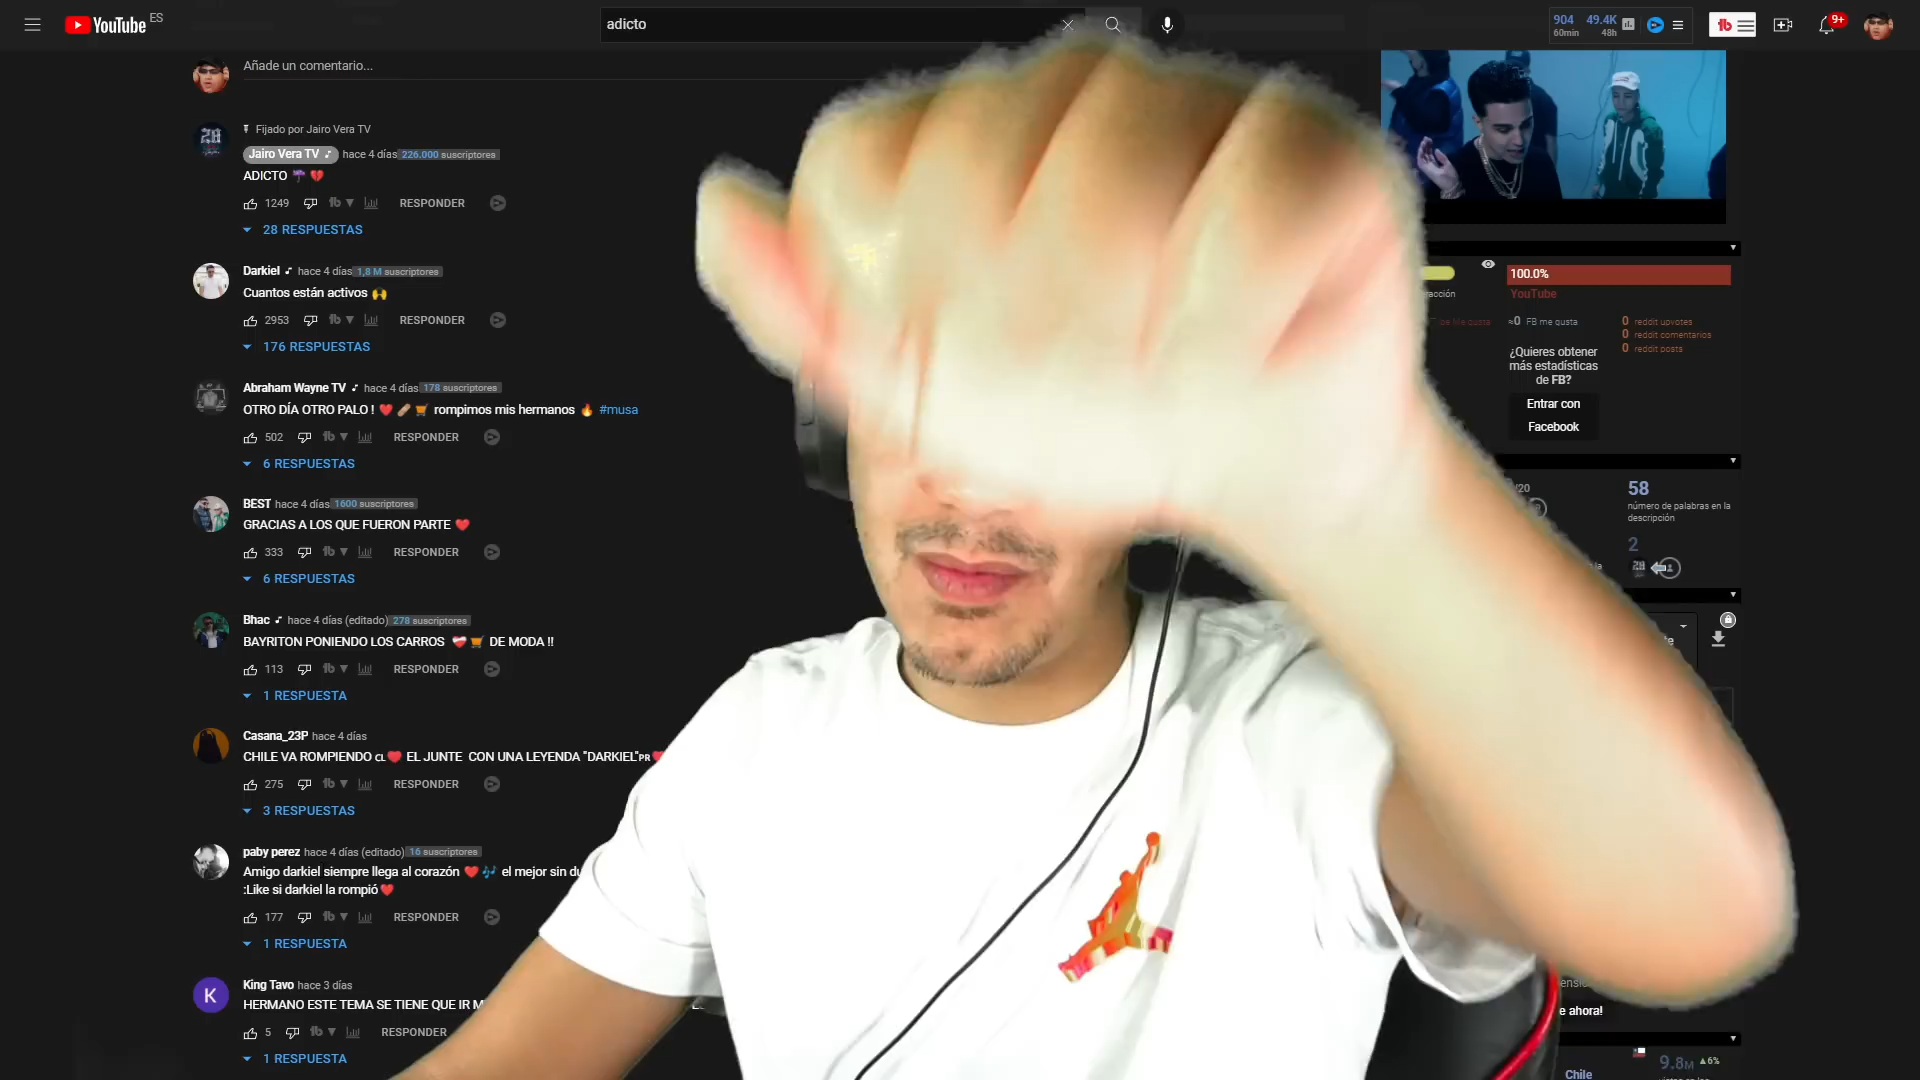 YouTube ES
adicto
904 49.4K
60min 48h
9+
Añade un comentario...
Fijado por Jairo Vera TV
Jairo Vera TV hace 4 días 226.000 suscriptores
ADICTO
1249 RESPONDER
28 RESPUESTAS
Darkiel hace 4 días 1,8 M suscriptores
Cuantos están activos
2953 RESPONDER
176 RESPUESTAS
Abraham Wayne TV hace 4 días 178 suscriptores
OTRO DÍA OTRO PALO ! rompimos mis hermanos #musa
502 RESPONDER
6 RESPUESTAS
BEST hace 4 días 1600 suscriptores
GRACIAS A LOS QUE FUERON PARTE
333 RESPONDER
6 RESPUESTAS
Bhac hace 4 días (editado) 278 suscriptores
BAYRITON PONIENDO LOS CARROS DE MODA !!
113 RESPONDER
1 RESPUESTA
Casana_23P hace 4 días
CHILE VA ROMPIENDO CL EL JUNTE CON UNA LEYENDA "DARKIEL" PR
275 RESPONDER
3 RESPUESTAS
paby perez hace 4 días (editado) 16 suscriptores
Amigo darkiel siempre llega al corazón el mejor sin
:Like si darkiel la rompió
177 RESPONDER
1 RESPUESTA
K
King Tavo hace 3 días
HERMANO ESTE TEMA SE TIENE QUE IR
5 RESPONDER
1 RESPUESTA
100.0%
YouTube
≈0 FB me gusta
0 reddit upvotes
0 reddit comentarios
0 reddit posts
¿Quieres obtener
más estadísticas
de FB?
Entrar con
Facebook
/20
58
número de palabras en la
descripción
2
e ahora!
Chile
9.8M 6%